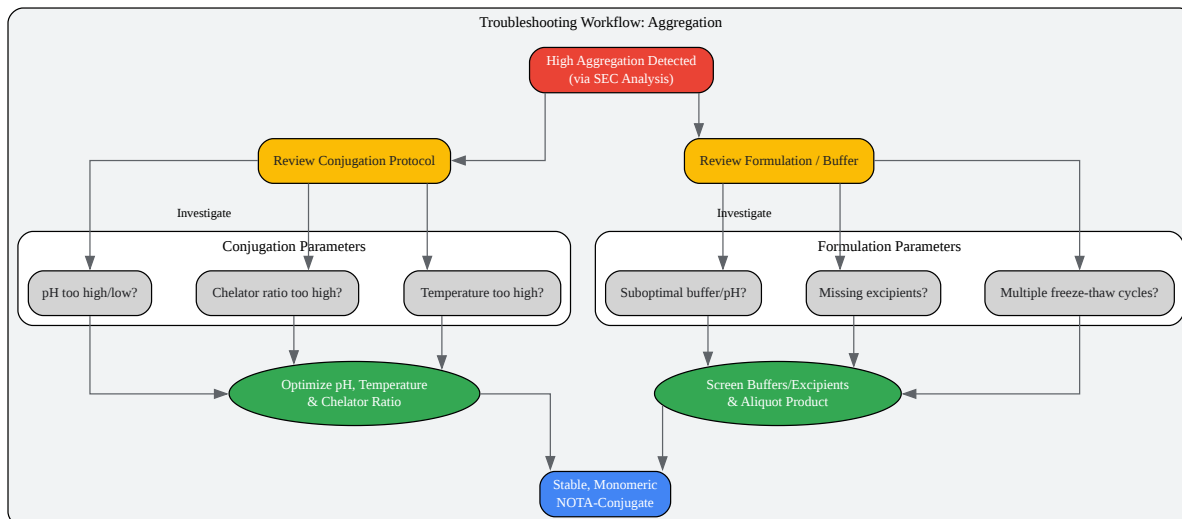 Troubleshooting Workflow: Aggregation
High Aggregation Detected
(via SEC Analysis)
Review Conjugation Protocol
Review Formulation / Buffer
Investigate
Investigate
Conjugation Parameters
Formulation Parameters
pH too high/low?
Chelator ratio too high?
Temperature too high?
Suboptimal buffer/pH?
Missing excipients?
Multiple freeze-thaw cycles?
Optimize pH, Temperature
& Chelator Ratio
Screen Buffers/Excipients
& Aliquot Product
Stable, Monomeric
NOTA-Conjugate